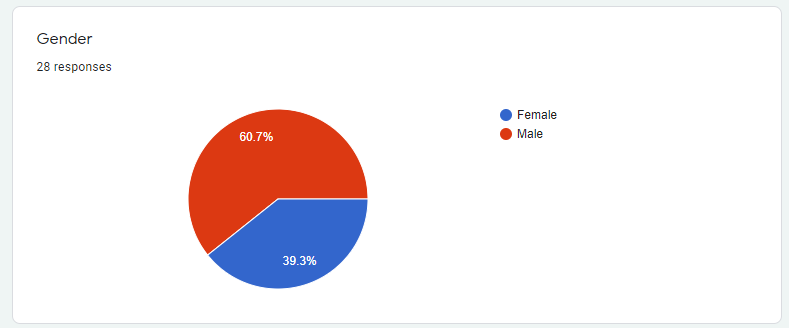 Gender
28 responses
Female
Male
60.7%
39.3%